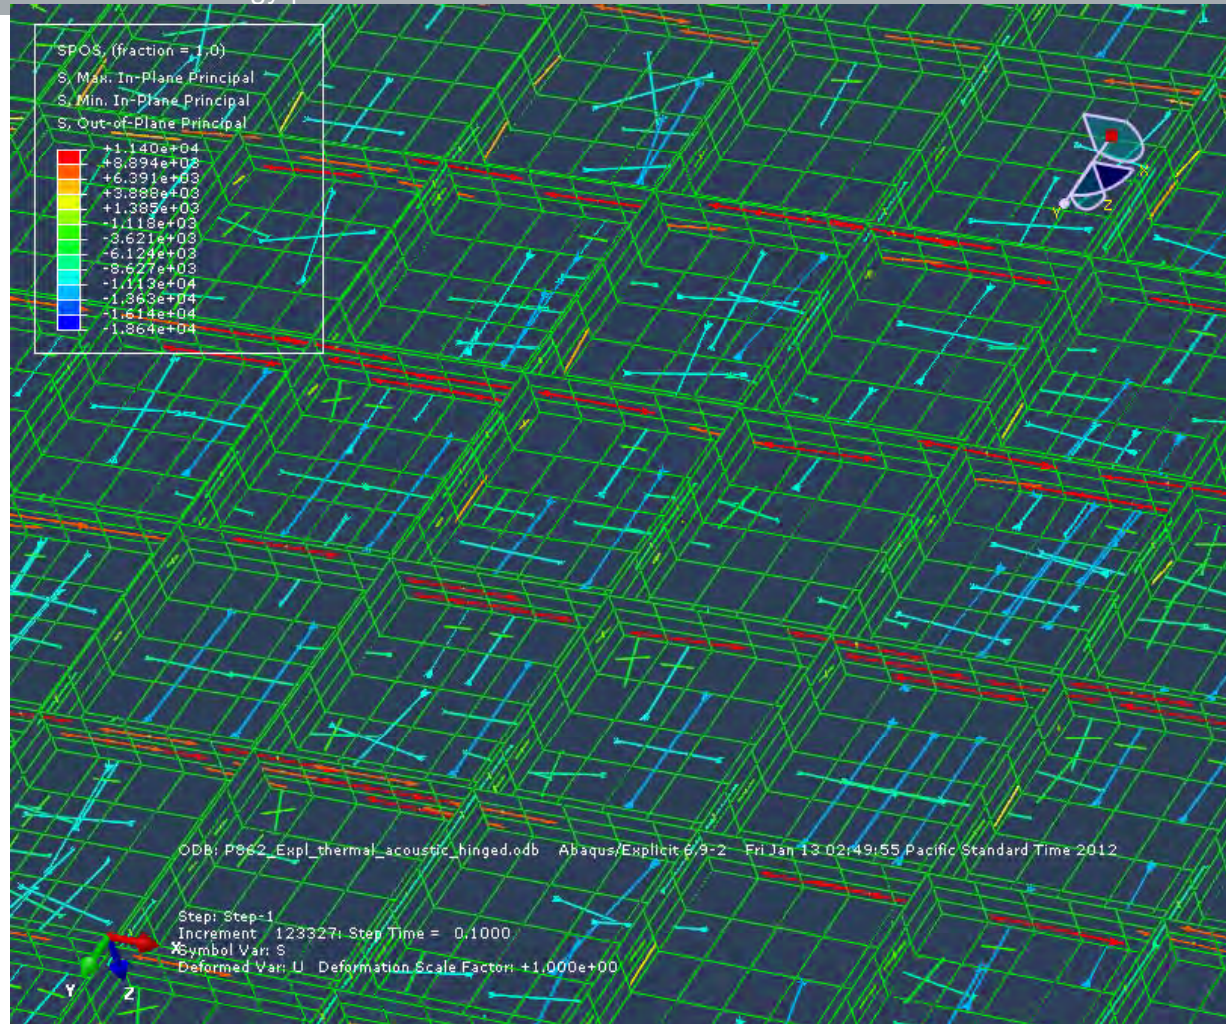 SPOS, (fraction = 1.0)
S, Max. In-Plane Principal
S, Min. In-Plane Principal
S, Out-of-Plane Principal
+1.140e+04
+8.894e+03
+6.391e+03
+3.888e+03
+1.385e+03
-1.118e+03
-3.621e+03
-6.124e+03
-8.627e+03
-1.113e+04
-1.363e+04
-1.614e+04
-1.864e+04
X
Y
Z
ODB: P862_Expl_thermal_acoustic_hinged.odb Abaqus/Explicit 6.9-2 Fri Jan 13 02:49:55 Pacific Standard Time 2012
Step: Step-1
Increment 123327: Step Time = 0.1000
Symbol Var: S
Deformed Var: U Deformation Scale Factor: +1.000e+00
X
Y
Z